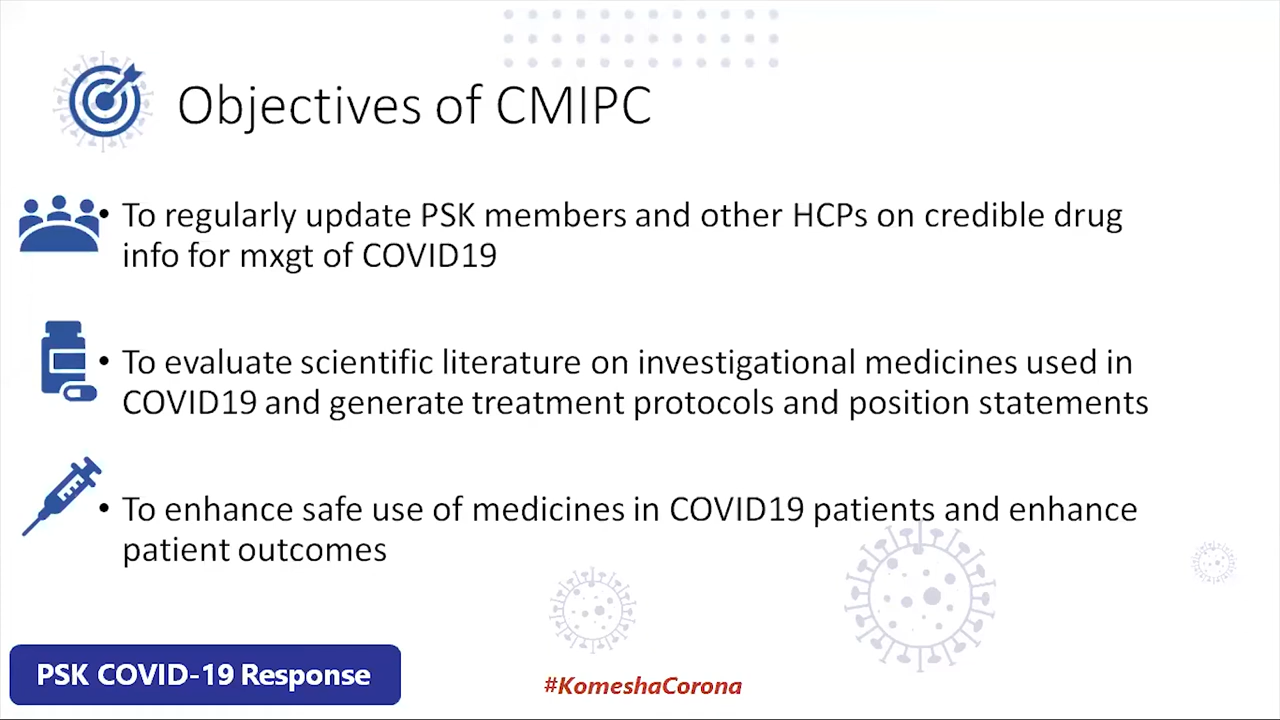 Objectives of CMIPC
• To regularly update PSK members and other HCPs on credible drug
info for mxgt of COVID19
• To evaluate scientific literature on investigational medicines used in
COVID19 and generate treatment protocols and position statements
• To enhance safe use of medicines in COVID19 patients and enhance
patient outcomes
PSK COVID-19 Response
#KomeshaCorona